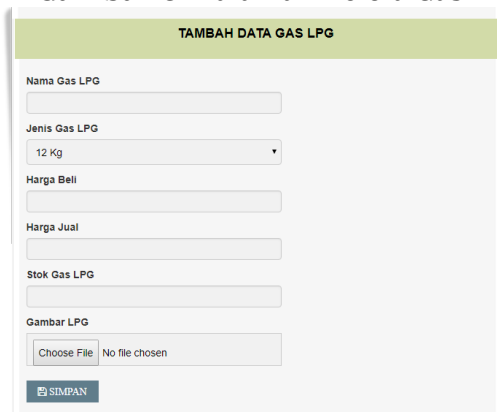 TAMBAH DATA GAS LPG
Nama Gas LPG
Jenis Gas LPG
12 Kg
Harga Beli
Harga Jual
Stok Gas LPG
Gambar LPG
Choose File No file chosen
SIMPAN